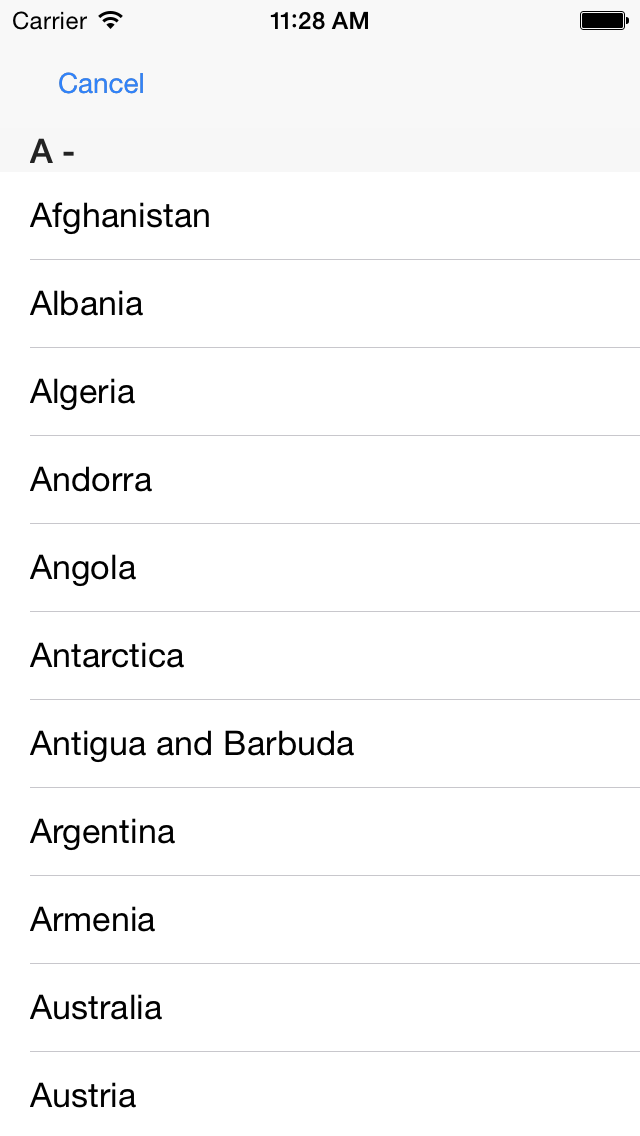 Carrier 11:28 AM
Cancel
A -
Afghanistan
Albania
Algeria
Andorra
Angola
Antarctica
Antigua and Barbuda
Argentina
Armenia
Australia
Austria